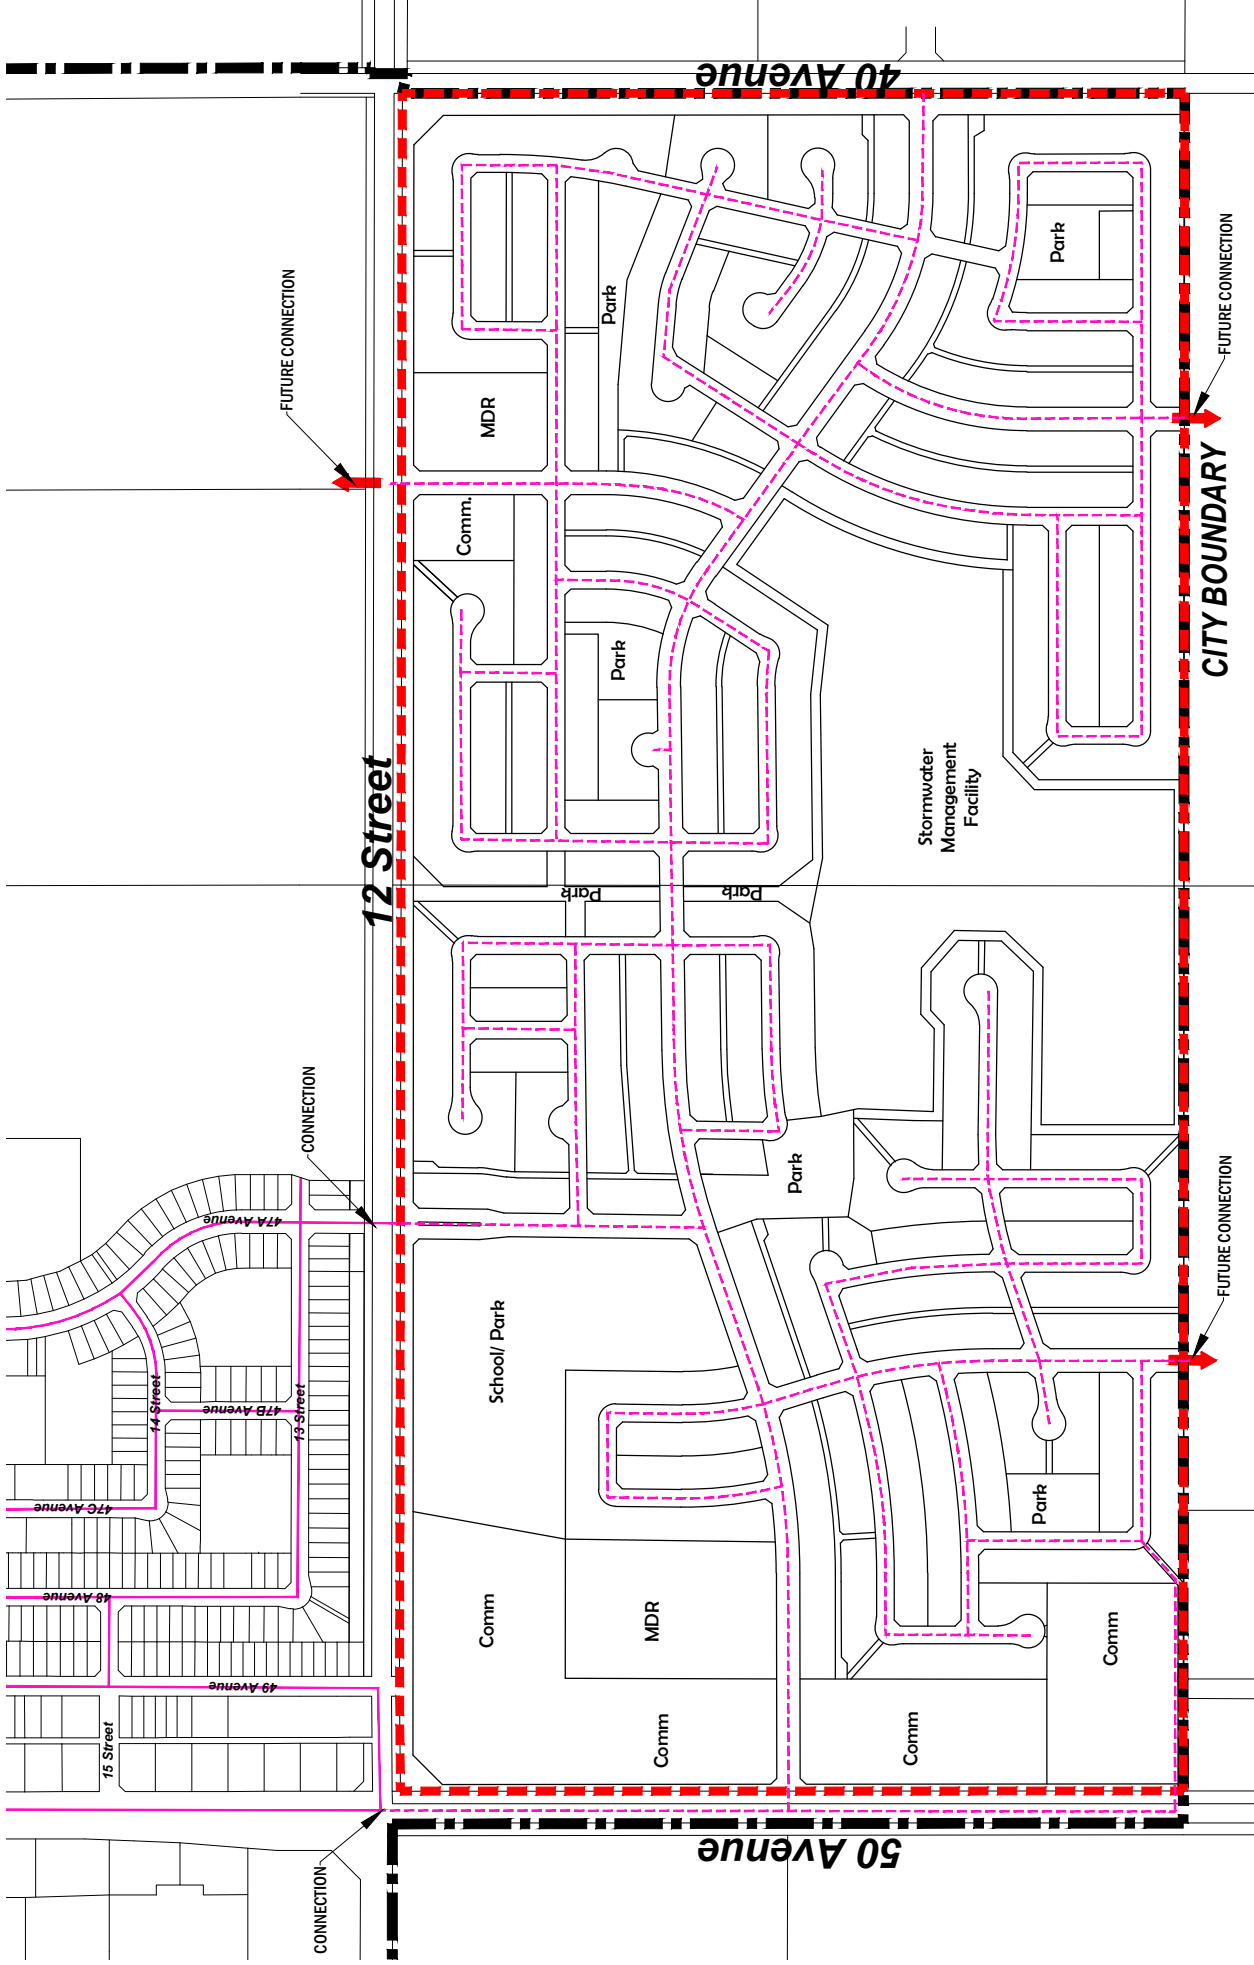 40 Avenue
FUTURE CONNECTION
FUTURE CONNECTION
Park
Park
MDR
Comm.
CITY BOUNDARY
Park
12 Street
Stormwater
Management
Facility
Park
Park
CONNECTION
Park
47A Avenue
FUTURE CONNECTION
School/ Park
14 Street
47B Avenue
13 Street
47C Avenue
Park
48 Avenue
Comm
MDR
Comm
49 Avenue
15 Street
Comm
Comm
50 Avenue
CONNECTION